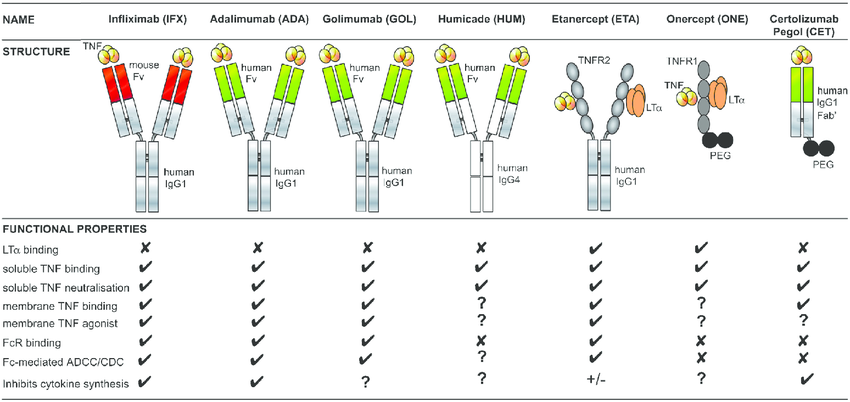 NAME Infliximab (IFX) Adalimumab (ADA) Golimumab (GOL) Humicade (HUM) Etanercept (ETA) Onercept (ONE) Certolizumab
Pegol (CET)
STRUCTURE
TNF
mouse
Fv
human
IgG1
human
Fv
human
IgG1
human
Fv
human
IgG1
human
Fv
human
IgG4
TNFR2
LTα
human
IgG1
TNFR1
TNF
LTα
PEG
human
IgG1
Fab'
PEG
FUNCTIONAL PROPERTIES
LTα binding ✘ ✘ ✘ ✘ ✔ ✔ ✘
soluble TNF binding ✔ ✔ ✔ ✔ ✔ ✔ ✔
soluble TNF neutralisation ✔ ✔ ✔ ✔ ✔ ✔ ✔
membrane TNF binding ✔ ✔ ✔ ? ✔ ? ✔
membrane TNF agonist ✔ ✔ ✔ ? ✔ ? ?
FcR binding ✔ ✔ ✔ ✘ ✔ ✘ ✘
Fc-mediated ADCC/CDC ✔ ✔ ✔ ? ✔ ✘ ✘
Inhibits cytokine synthesis ✔ ✔ ? ? +/- ? ✔